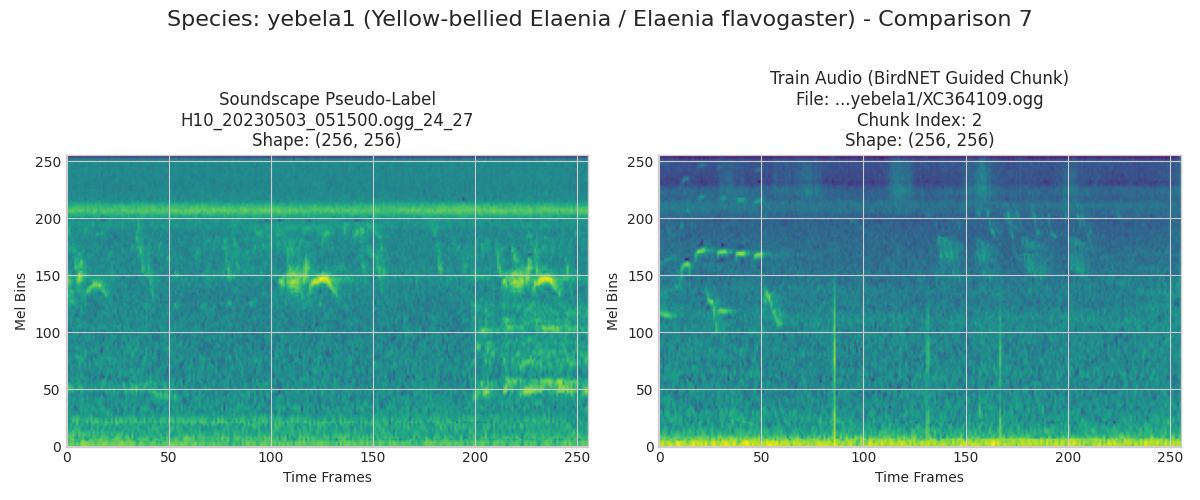 Species: yebela1 (Yellow-bellied Elaenia / Elaenia flavogaster) - Comparison 7
Soundscape Pseudo-Label
H10_20230503_051500.ogg_24_27
Shape: (256, 256)
Train Audio (BirdNET Guided Chunk)
File: ...yebela1/XC364109.ogg
Chunk Index: 2
Shape: (256, 256)
Mel Bins
250
200
150
100
50
0
0 50 100 150 200 250
Time Frames
Mel Bins
250
200
150
100
50
0
0 50 100 150 200 250
Time Frames